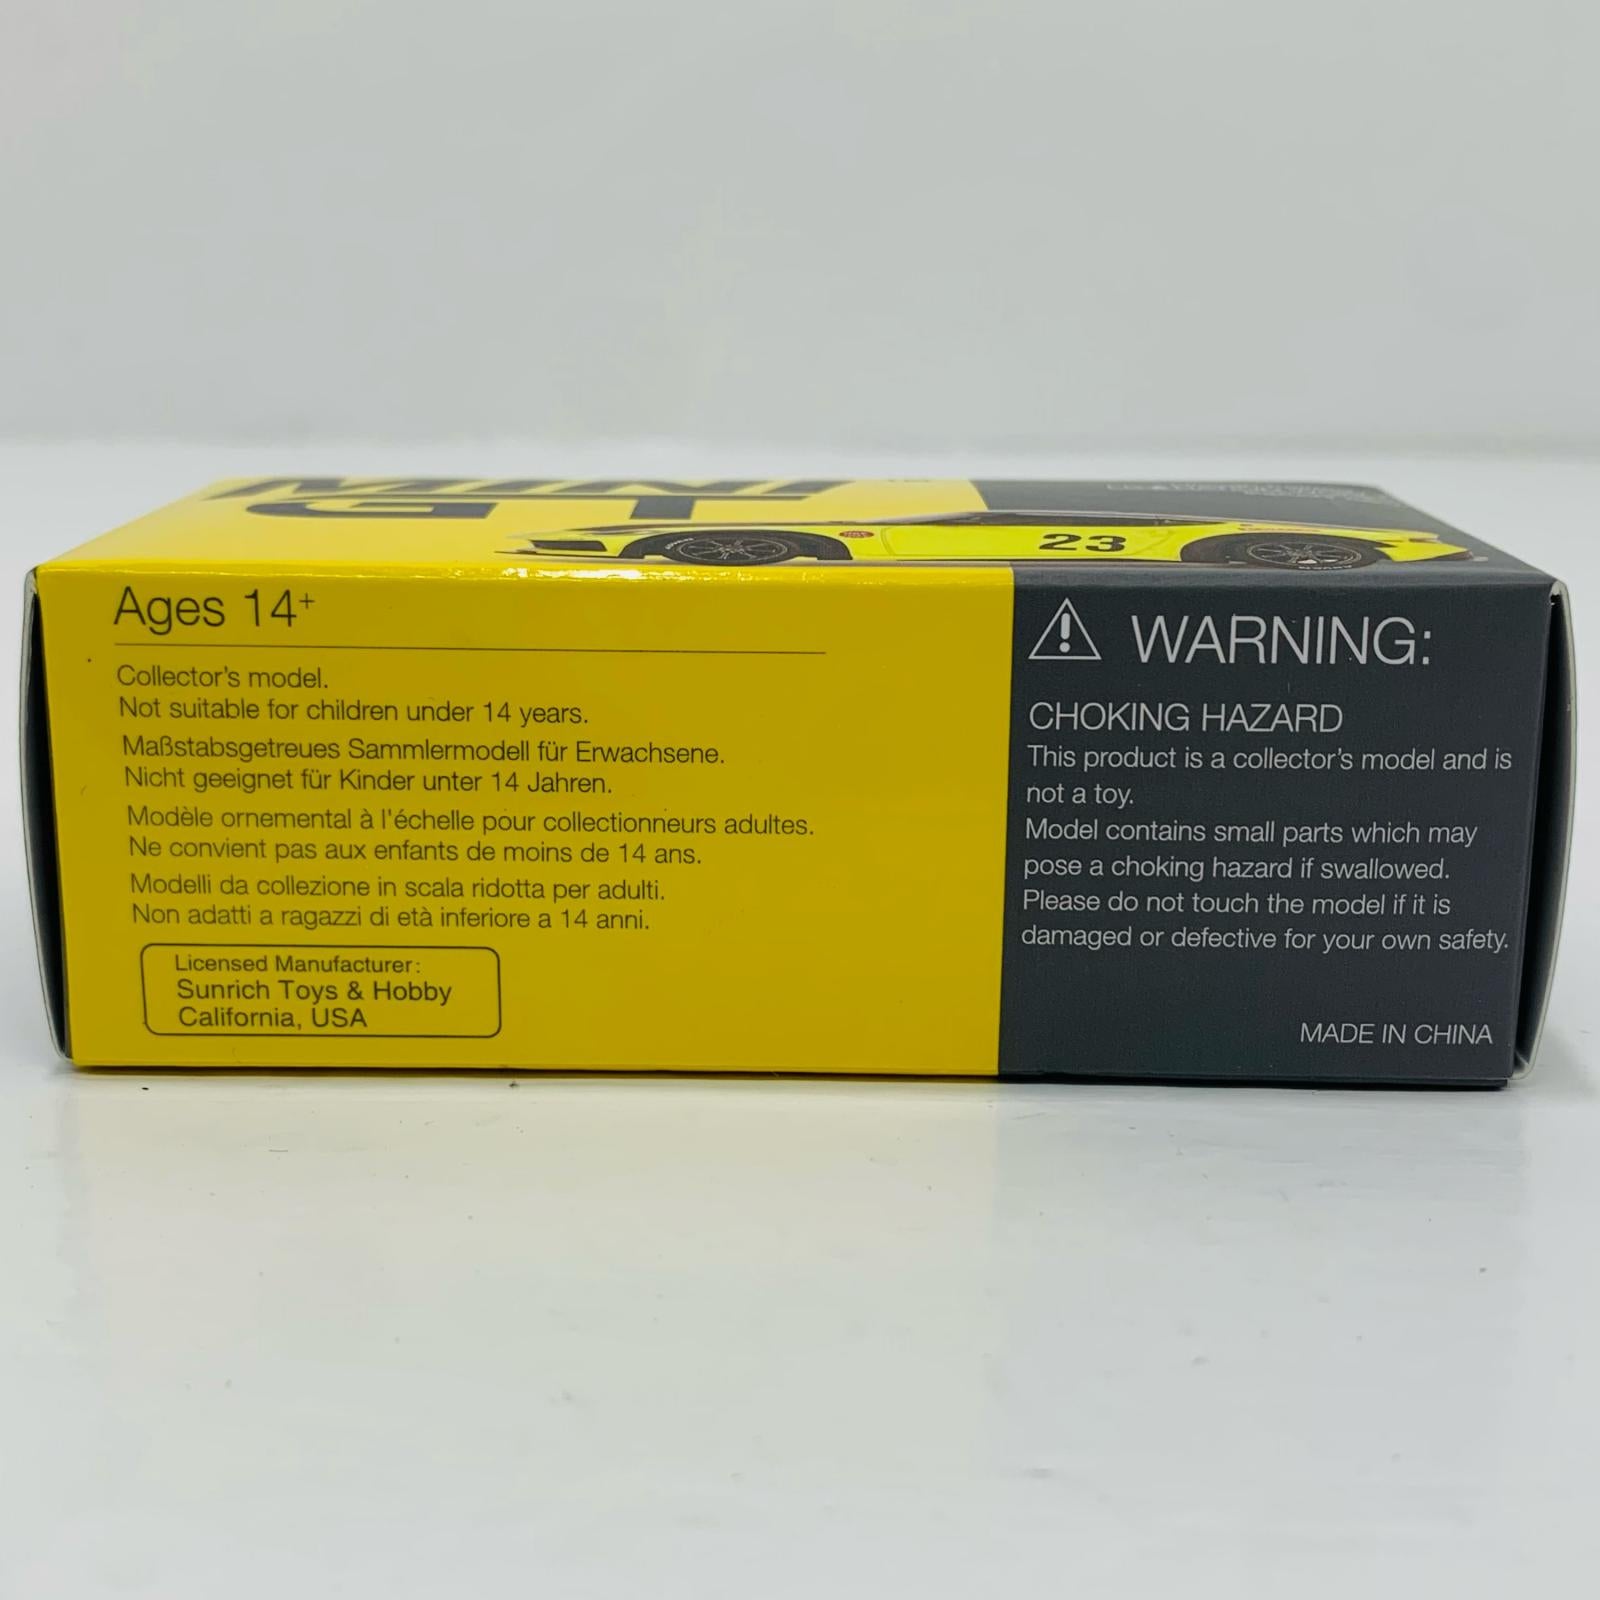 MINI
GT
23
Ages 14+
Collector's model.
Not suitable for children under 14 years.
Maßstabsgetreues Sammlermodell für Erwachsene.
Nicht geeignet für Kinder unter 14 Jahren.
Modèle ornemental à l'échelle pour collectionneurs adultes.
Ne convient pas aux enfants de moins de 14 ans.
Modelli da collezione in scala ridotta per adulti.
Non adatti a ragazzi di età inferiore a 14 anni.
Licensed Manufacturer:
Sunrich Toys & Hobby
California, USA
WARNING:
CHOKING HAZARD
This product is a collector's model and is
not a toy.
Model contains small parts which may
pose a choking hazard if swallowed.
Please do not touch the model if it is
damaged or defective for your own safety.
MADE IN CHINA